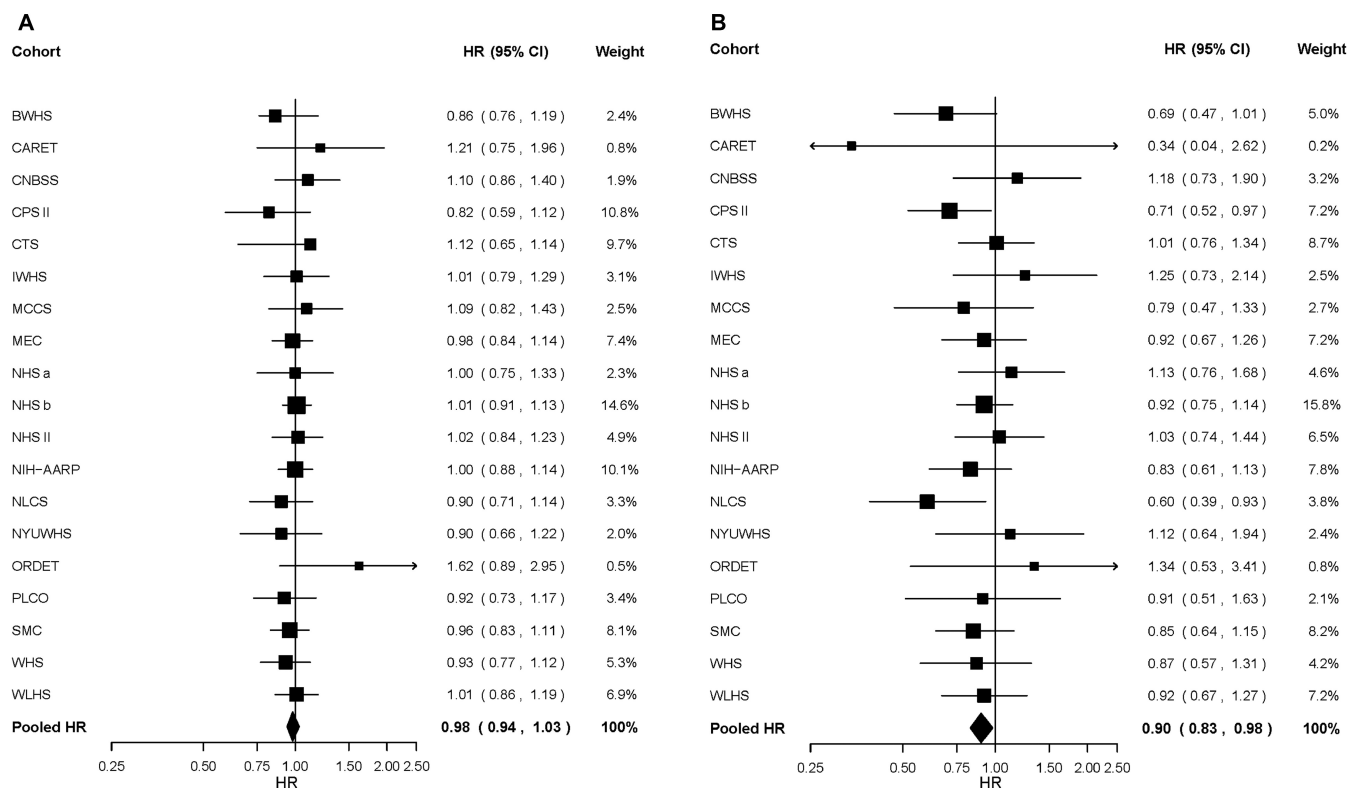 A
Cohort HR (95% CI) Weight
BWHS 0.86 ( 0.76 , 1.19 ) 2.4%
CARET 1.21 ( 0.75 , 1.96 ) 0.8%
CNBSS 1.10 ( 0.86 , 1.40 ) 1.9%
CPS II 0.82 ( 0.59 , 1.12 ) 10.8%
CTS 1.12 ( 0.65 , 1.14 ) 9.7%
IWHS 1.01 ( 0.79 , 1.29 ) 3.1%
MCCS 1.09 ( 0.82 , 1.43 ) 2.5%
MEC 0.98 ( 0.84 , 1.14 ) 7.4%
NHS a 1.00 ( 0.75 , 1.33 ) 2.3%
NHS b 1.01 ( 0.91 , 1.13 ) 14.6%
NHS II 1.02 ( 0.84 , 1.23 ) 4.9%
NIH-AARP 1.00 ( 0.88 , 1.14 ) 10.1%
NLCS 0.90 ( 0.71 , 1.14 ) 3.3%
NYUWHS 0.90 ( 0.66 , 1.22 ) 2.0%
ORDET 1.62 ( 0.89 , 2.95 ) 0.5%
PLCO 0.92 ( 0.73 , 1.17 ) 3.4%
SMC 0.96 ( 0.83 , 1.11 ) 8.1%
WHS 0.93 ( 0.77 , 1.12 ) 5.3%
WLHS 1.01 ( 0.86 , 1.19 ) 6.9%
Pooled HR 0.98 ( 0.94 , 1.03 ) 100%
0.25 0.50 0.75 1.00 1.50 2.00 2.50
HR
B
Cohort HR (95% CI) Weight
BWHS 0.69 ( 0.47 , 1.01 ) 5.0%
CARET 0.34 ( 0.04 , 2.62 ) 0.2%
CNBSS 1.18 ( 0.73 , 1.90 ) 3.2%
CPS II 0.71 ( 0.52 , 0.97 ) 7.2%
CTS 1.01 ( 0.76 , 1.34 ) 8.7%
IWHS 1.25 ( 0.73 , 2.14 ) 2.5%
MCCS 0.79 ( 0.47 , 1.33 ) 2.7%
MEC 0.92 ( 0.67 , 1.26 ) 7.2%
NHS a 1.13 ( 0.76 , 1.68 ) 4.6%
NHS b 0.92 ( 0.75 , 1.14 ) 15.8%
NHS II 1.03 ( 0.74 , 1.44 ) 6.5%
NIH-AARP 0.83 ( 0.61 , 1.13 ) 7.8%
NLCS 0.60 ( 0.39 , 0.93 ) 3.8%
NYUWHS 1.12 ( 0.64 , 1.94 ) 2.4%
ORDET 1.34 ( 0.53 , 3.41 ) 0.8%
PLCO 0.91 ( 0.51 , 1.63 ) 2.1%
SMC 0.85 ( 0.64 , 1.15 ) 8.2%
WHS 0.87 ( 0.57 , 1.31 ) 4.2%
WLHS 0.92 ( 0.67 , 1.27 ) 7.2%
Pooled HR 0.90 ( 0.83 , 0.98 ) 100%
0.25 0.50 0.75 1.00 1.50 2.00 2.50
HR